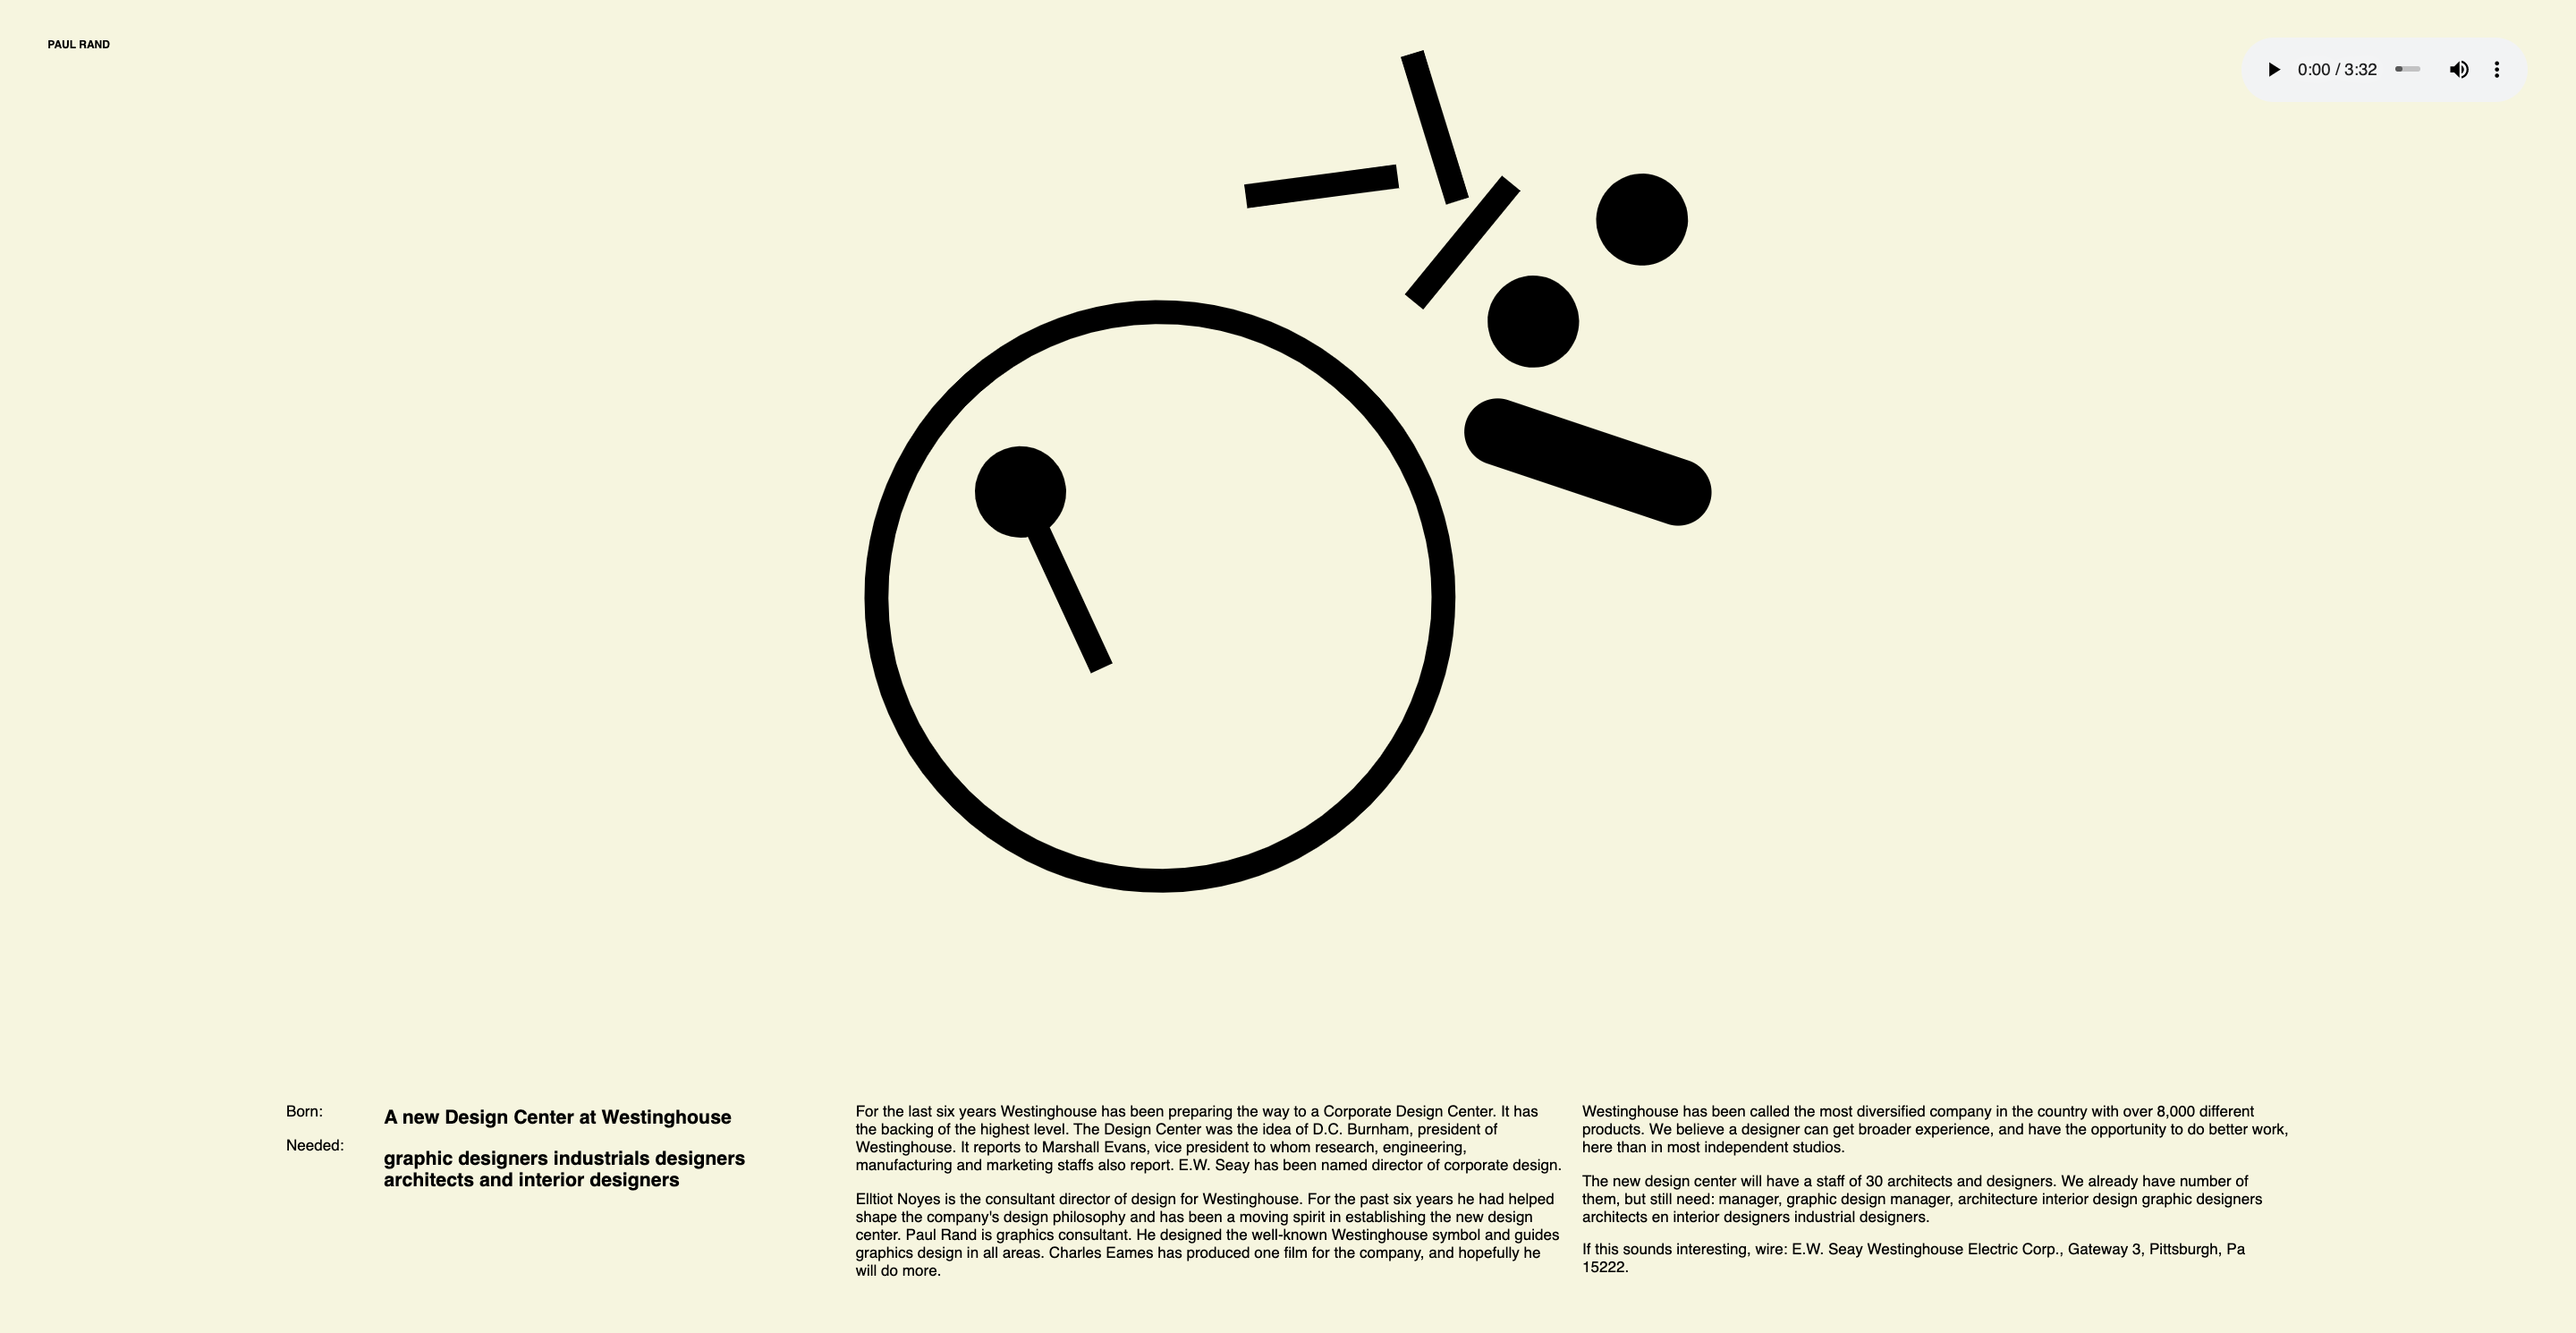 PAUL RAND
0:00 / 3:32
Born:
A new Design Center at Westinghouse
Needed:
graphic designers industrials designers
architects and interior designers
For the last six years Westinghouse has been preparing the way to a Corporate Design Center. It has
the backing of the highest level. The Design Center was the idea of D.C. Burnham, president of
Westinghouse. It reports to Marshall Evans, vice president to whom research, engineering,
manufacturing and marketing staffs also report. E.W. Seay has been named director of corporate design.
Elltiot Noyes is the consultant director of design for Westinghouse. For the past six years he had helped
shape the company's design philosophy and has been a moving spirit in establishing the new design
center. Paul Rand is graphics consultant. He designed the well-known Westinghouse symbol and guides
graphics design in all areas. Charles Eames has produced one film for the company, and hopefully he
will do more.
Westinghouse has been called the most diversified company in the country with over 8,000 different
products. We believe a designer can get broader experience, and have the opportunity to do better work,
here than in most independent studios.
The new design center will have a staff of 30 architects and designers. We already have number of
them, but still need: manager, graphic design manager, architecture interior design graphic designers
architects en interior designers industrial designers.
If this sounds interesting, wire: E.W. Seay Westinghouse Electric Corp., Gateway 3, Pittsburgh, Pa
15222.